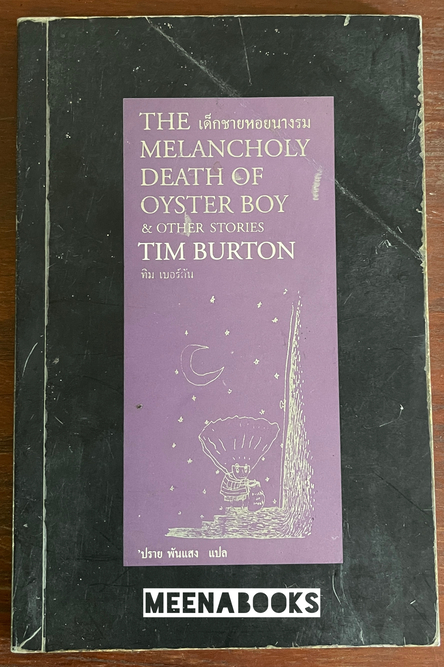 THE เด็กชายหอยนางรม
MELANCHOLY
DEATH OF
OYSTER BOY
& OTHER STORIES
TIM BURTON
ทิม เบอร์ตัน
'ปราย พันแสง แปล
MEENABOOKS